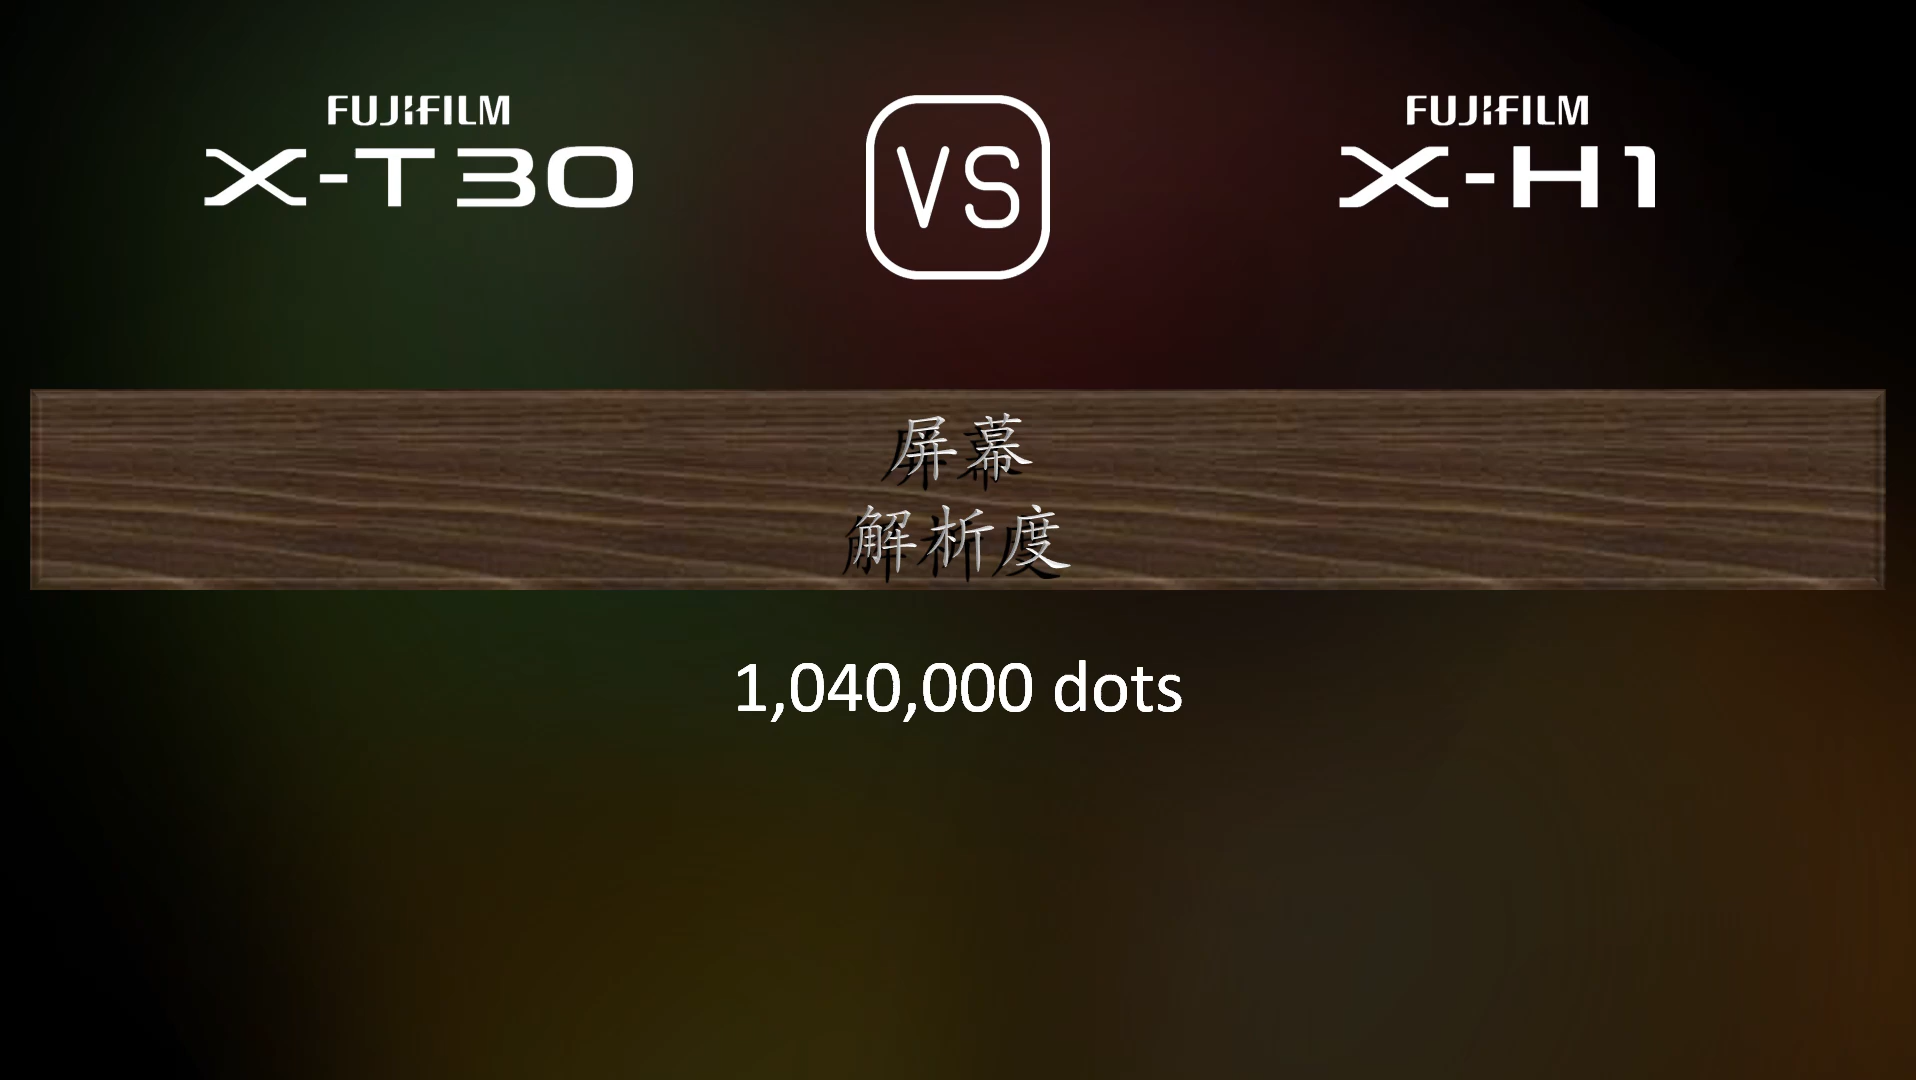 FUJIFILM
X-T30
VS
FUJIFILM
X-H1
屏幕
解析度
1,040,000 dots